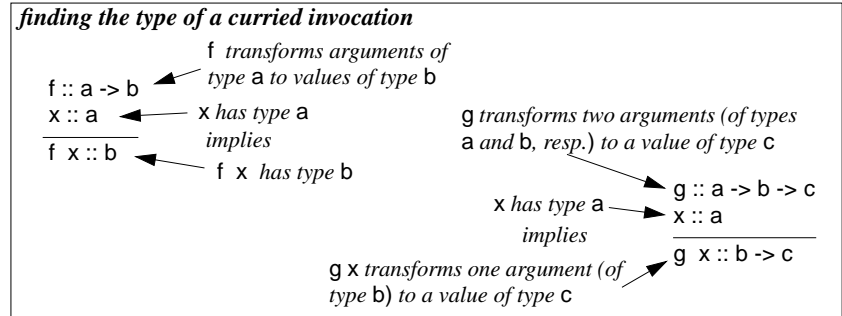 finding the type of a curried invocation
f transforms arguments of
type a to values of type b
f :: a -> b
x :: a
x has type a
implies
f x :: b
f x has type b
g transforms two arguments (of types
a and b, resp.) to a value of type c
g :: a -> b -> c
x has type a
x :: a
implies
g x :: b -> c
g x transforms one argument (of
type b) to a value of type c